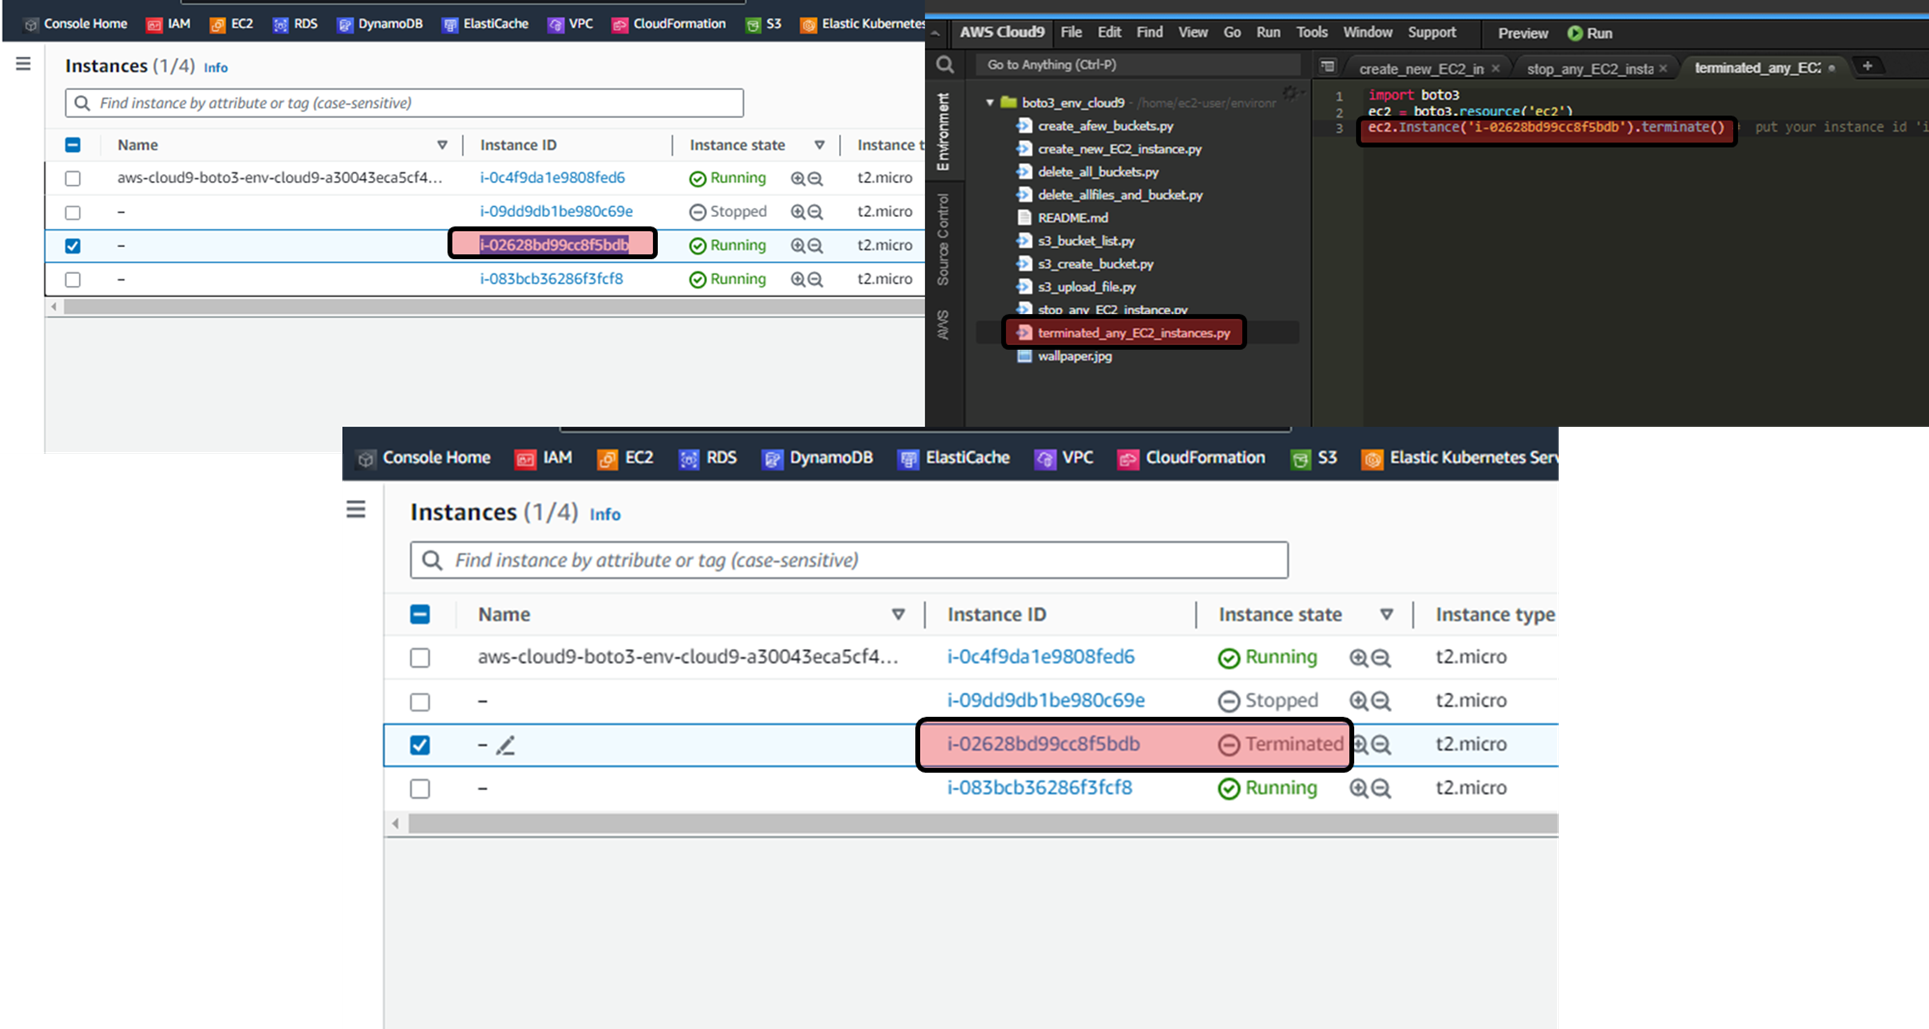 Console Home IAM EC2 RDS DynamoDB ElastiCache VPC CloudFormation S3 Elastic Kubernetes
Instances (1/4) Info
Find instance by attribute or tag (case-sensitive)
Name Instance ID Instance state Instance t
aws-cloud9-boto3-env-cloud9-a30043eca5cf4... i-0c4f9da1e9808fed6 Running t2.micro
– i-09dd9db1be980c69e Stopped t2.micro
– i-02628bd99cc8f5bdb Running t2.micro
– i-083bcb36286f3fcf8 Running t2.micro
AWS Cloud9 File Edit Find View Go Run Tools Window Support Preview Run
Go to Anything (Ctrl-P)
create_new_EC2_in × stop_any_EC2_insta × terminated_any_EC2
Environment
Source Control
AWS
boto3_env_cloud9 - /home/ec2-user/environr
create_afew_buckets.py
create_new_EC2_instance.py
delete_all_buckets.py
delete_allfiles_and_bucket.py
README.md
s3_bucket_list.py
s3_create_bucket.py
s3_upload_file.py
stop_any_EC2_instance.py
terminated_any_EC2_instances.py
wallpaper.jpg
1 import boto3
2 ec2 = boto3.resource('ec2')
3 ec2.Instance('i-02628bd99cc8f5bdb').terminate() put your instance id 'i
Console Home IAM EC2 RDS DynamoDB ElastiCache VPC CloudFormation S3 Elastic Kubernetes Serv
Instances (1/4) Info
Find instance by attribute or tag (case-sensitive)
Name Instance ID Instance state Instance type
aws-cloud9-boto3-env-cloud9-a30043eca5cf4... i-0c4f9da1e9808fed6 Running t2.micro
– i-09dd9db1be980c69e Stopped t2.micro
– i-02628bd99cc8f5bdb Terminated t2.micro
– i-083bcb36286f3fcf8 Running t2.micro